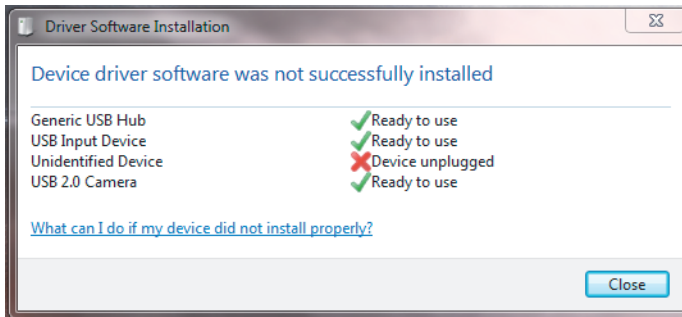 Driver Software Installation
Device driver software was not successfully installed
Generic USB Hub Ready to use
USB Input Device Ready to use
Unidentified Device Device unplugged
USB 2.0 Camera Ready to use
What can I do if my device did not install properly?
Close